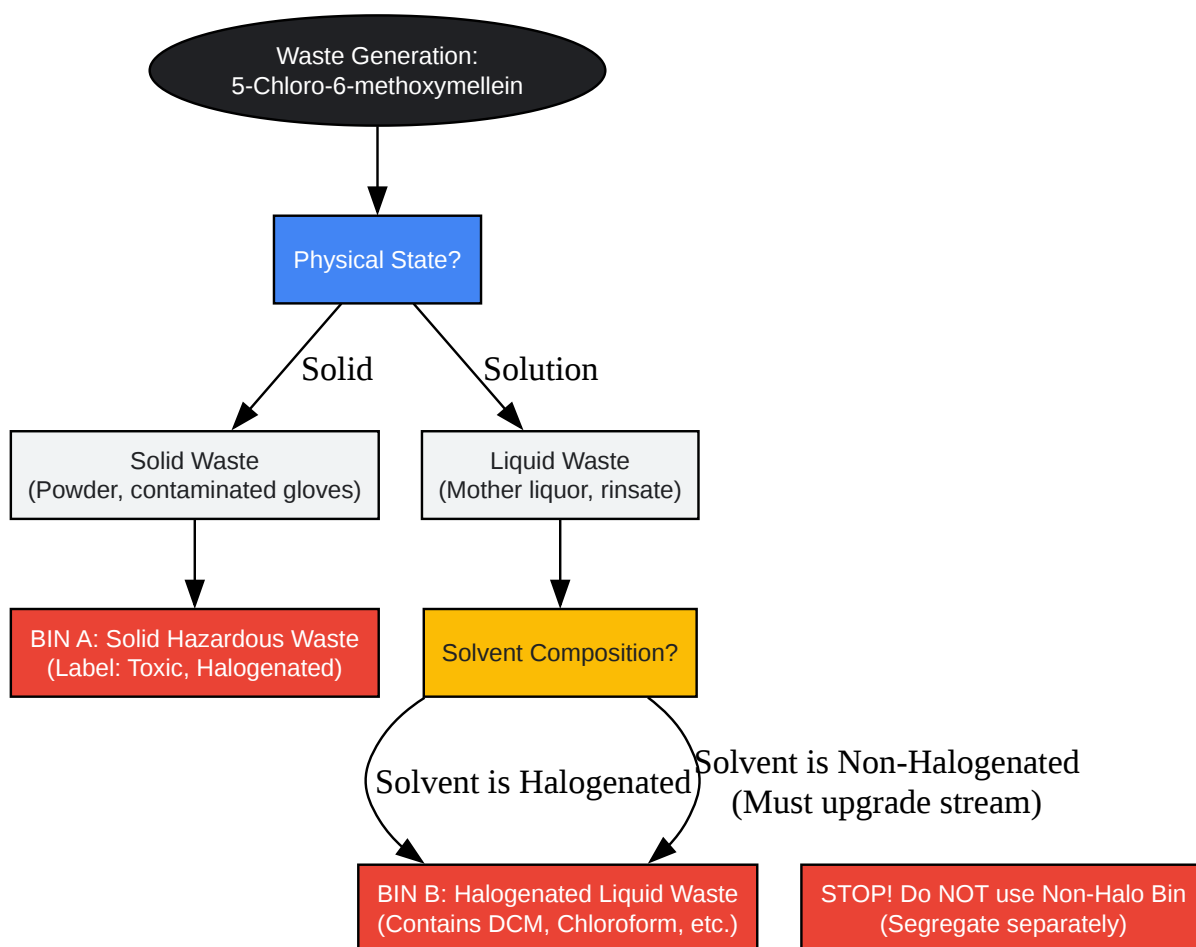 Waste Generation:
5-Chloro-6-methoxymellein
Physical State?
Solid
Solution
Solid Waste
(Powder, contaminated gloves)
Liquid Waste
(Mother liquor, rinsate)
BIN A: Solid Hazardous Waste
(Label: Toxic, Halogenated)
Solvent Composition?
Solvent is Halogenated
Solvent is Non-Halogenated
(Must upgrade stream)
BIN B: Halogenated Liquid Waste
(Contains DCM, Chloroform, etc.)
STOP! Do NOT use Non-Halo Bin
(Segregate separately)